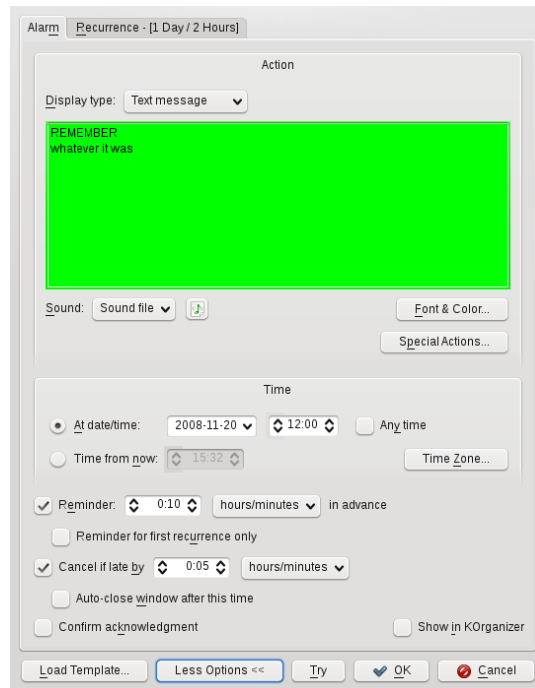 Alarm Recurrence - [1 Day / 2 Hours]
Action
Display type: Text message
REMEMBER
whatever it was
Sound: Sound file Font & Color...
Special Actions...
Time
At date/time: 2008-11-20 12:00 Any time
Time from now: 15:32 Time Zone...
Reminder: 0:10 hours/minutes in advance
Reminder for first recurrence only
Cancel if late by 0:05 hours/minutes
Auto-close window after this time
Confirm acknowledgment Show in KOrganizer
Load Template... Less Options << Try OK Cancel